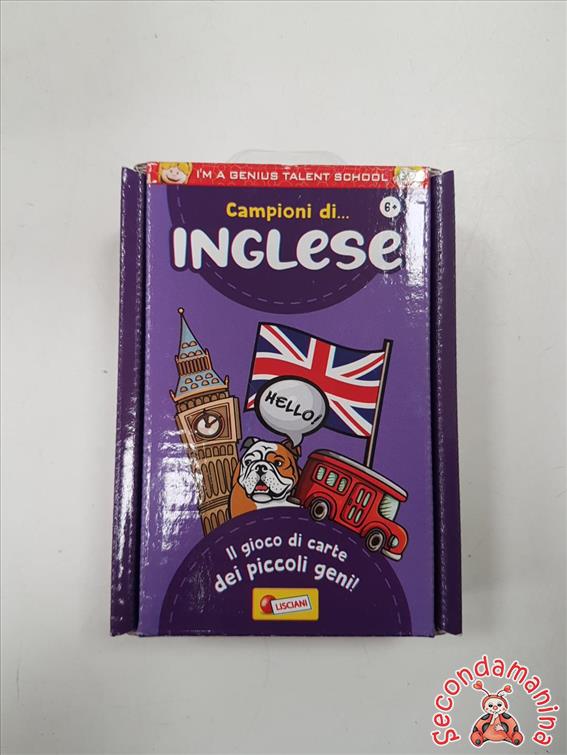 I'M A GENIUS TALENT SCHOOL
Campioni di...
6+
INGLESE
HELLO!
Il gioco di carte
dei piccoli geni!
LISCIANI
Secondamanina